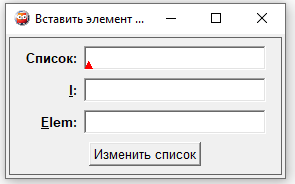 Вставить элемент ...
Список:
I:
Elem:
Изменить список